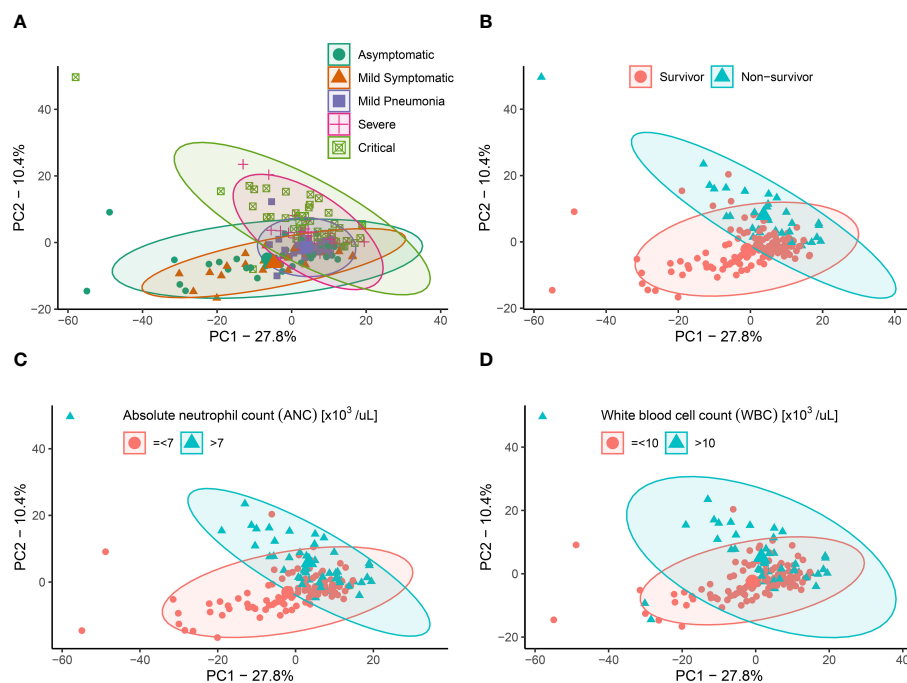 A
Asymptomatic
Mild Symptomatic
Mild Pneumonia
Severe
Critical
40
20
0
−20
PC2 − 10.4%
−60 −40 −20 0 20 40
PC1 − 27.8%
B
Survivor Non−survivor
40
20
0
−20
PC2 − 10.4%
−60 −40 −20 0 20 40
PC1 − 27.8%
C
Absolute neutrophil count (ANC) [x10³ /uL]
=<7 >7
40
20
0
PC2 − 10.4%
−60 −40 −20 0 20
PC1 − 27.8%
D
White blood cell count (WBC) [x10³ /uL]
=<10 >10
40
20
0
−20
PC2 − 10.4%
−60 −40 −20 0 20 40
PC1 − 27.8%